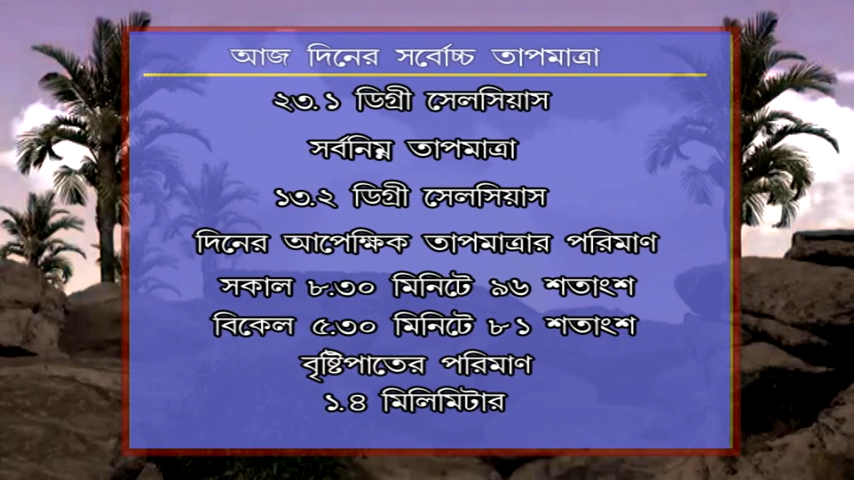 আজ দিনের সর্বোচ্চ তাপমাত্রা
২৩.১ ডিগ্রী সেলসিয়াস
সর্বনিম্ন তাপমাত্রা
১৩.২ ডিগ্রী সেলসিয়াস
দিনের আপেক্ষিক তাপমাত্রার পরিমাণ
সকাল ৮.৩০ মিনিটে ৯৬ শতাংশ
বিকেল ৫.৩০ মিনিটে ৮১ শতাংশ
বৃষ্টিপাতের পরিমাণ
১.৪ মিলিমিটার